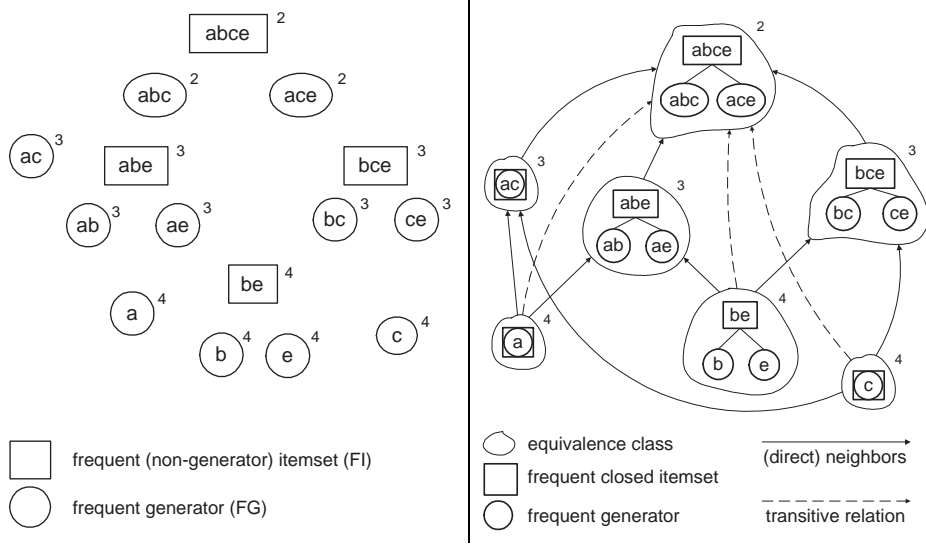 abce 2
abc 2
ace 2
ac 3
abe 3
bce 3
ab 3
ae 3
bc 3
ce 3
be 4
a 4
b 4
e 4
c 4
frequent (non-generator) itemset (FI)
frequent generator (FG)
2
abce
abc ace
ac 3
abe 3
ab ae
bce 3
bc ce
a 4
be 4
b e
c 4
equivalence class
frequent closed itemset
frequent generator
(direct) neighbors
transitive relation